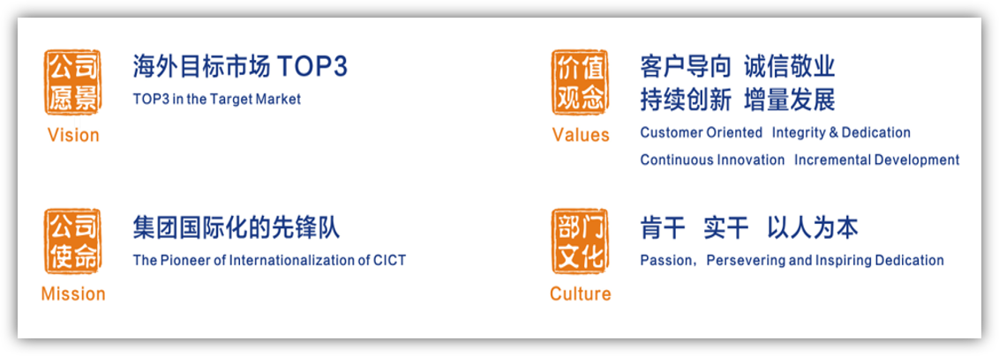 公司
愿景
Vision
海外目标市场 TOP3
TOP3 in the Target Market
价值
观念
Values
客户导向 诚信敬业
持续创新 增量发展
Customer Oriented Integrity & Dedication
Continuous Innovation Incremental Development
公司
使命
Mission
集团国际化的先锋队
The Pioneer of Internationalization of CICT
部门
文化
Culture
肯干 实干 以人为本
Passion，Persevering and Inspiring Dedication